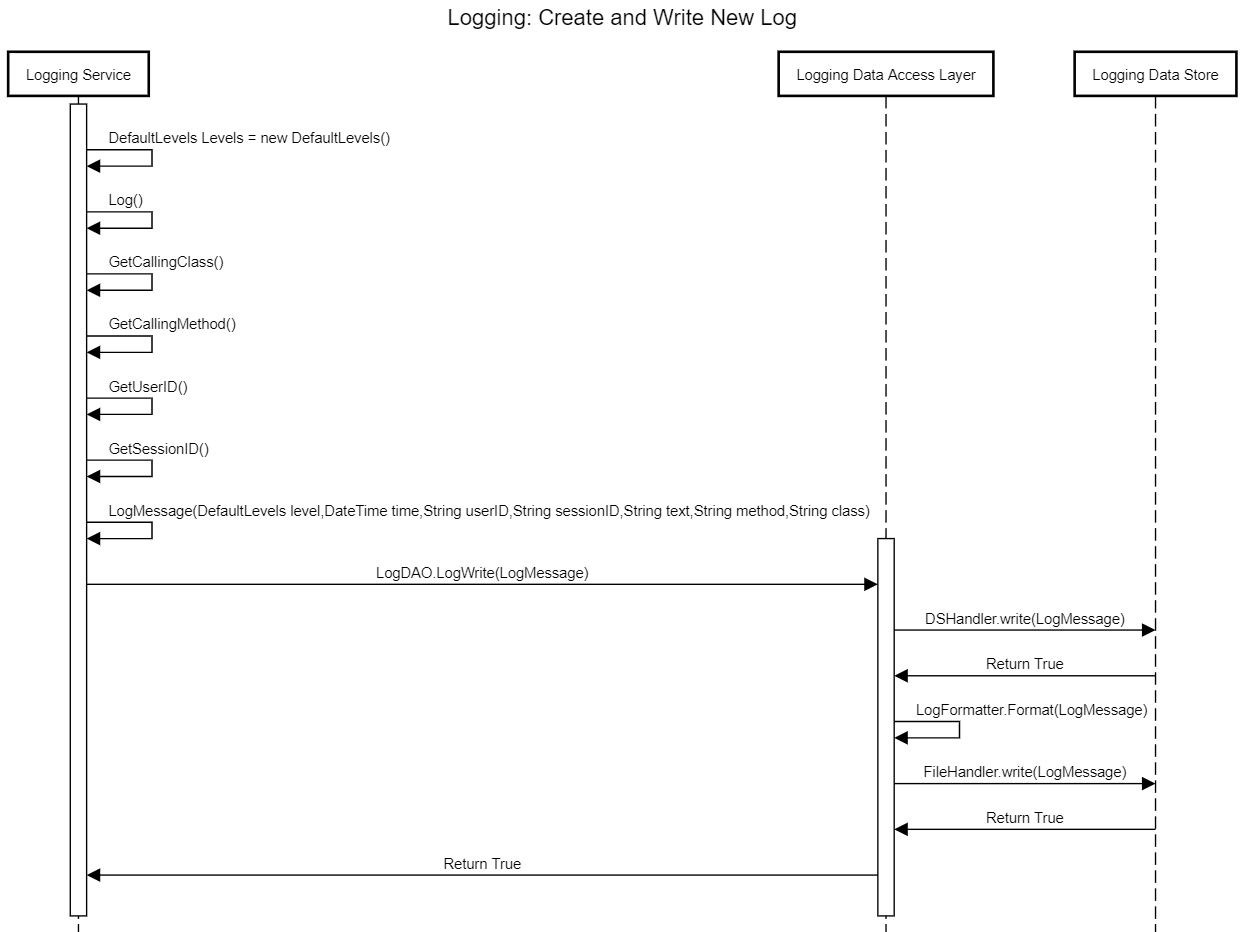 Logging: Create and Write New Log
Logging Service
Logging Data Access Layer
Logging Data Store
DefaultLevels Levels = new DefaultLevels()
Log()
GetCallingClass()
GetCallingMethod()
GetUserID()
GetSessionID()
LogMessage(DefaultLevels level,DateTime time,String userID,String sessionID,String text,String method,String class)
LogDAO.LogWrite(LogMessage)
DSHandler.write(LogMessage)
Return True
LogFormatter.Format(LogMessage)
FileHandler.write(LogMessage)
Return True
Return True